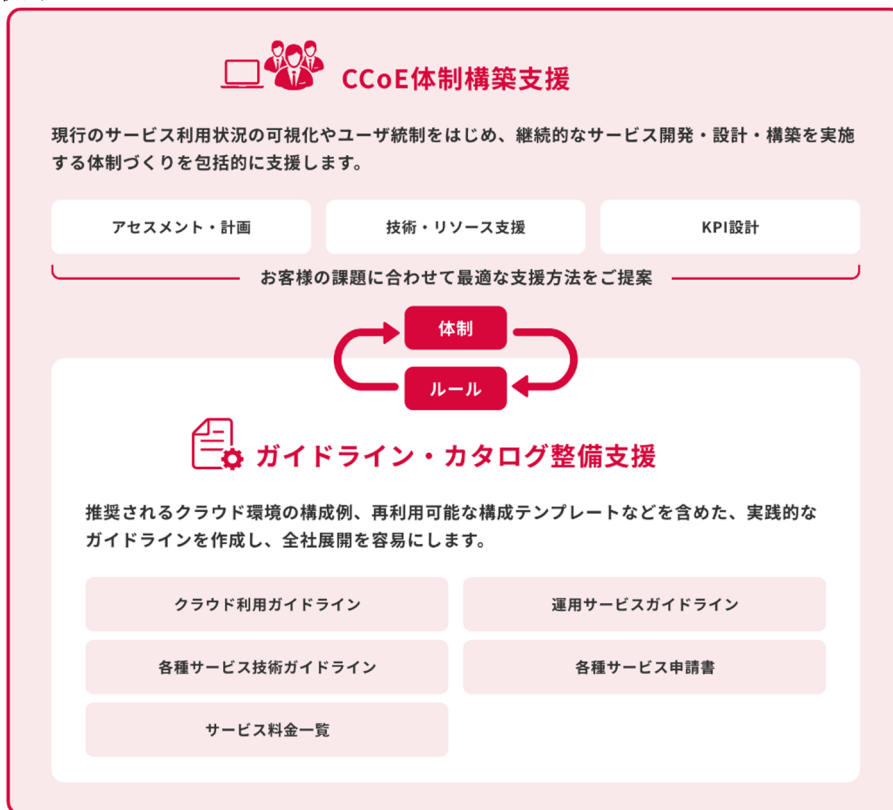 CCoE体制構築支援
現行のサービス利用状況の可視化やユーザ統制をはじめ、継続的なサービス開発・設計・構築を実施
する体制づくりを包括的に支援します。
アセスメント・計画
技術・リソース支援
KPI設計
お客様の課題に合わせて最適な支援方法をご提案
体制
ルール
ガイドライン・カタログ整備支援
推奨されるクラウド環境の構成例、再利用可能な構成テンプレートなどを含めた、実践的な
ガイドラインを作成し、全社展開を容易にします。
クラウド利用ガイドライン
運用サービスガイドライン
各種サービス技術ガイドライン
各種サービス申請書
サービス料金一覧